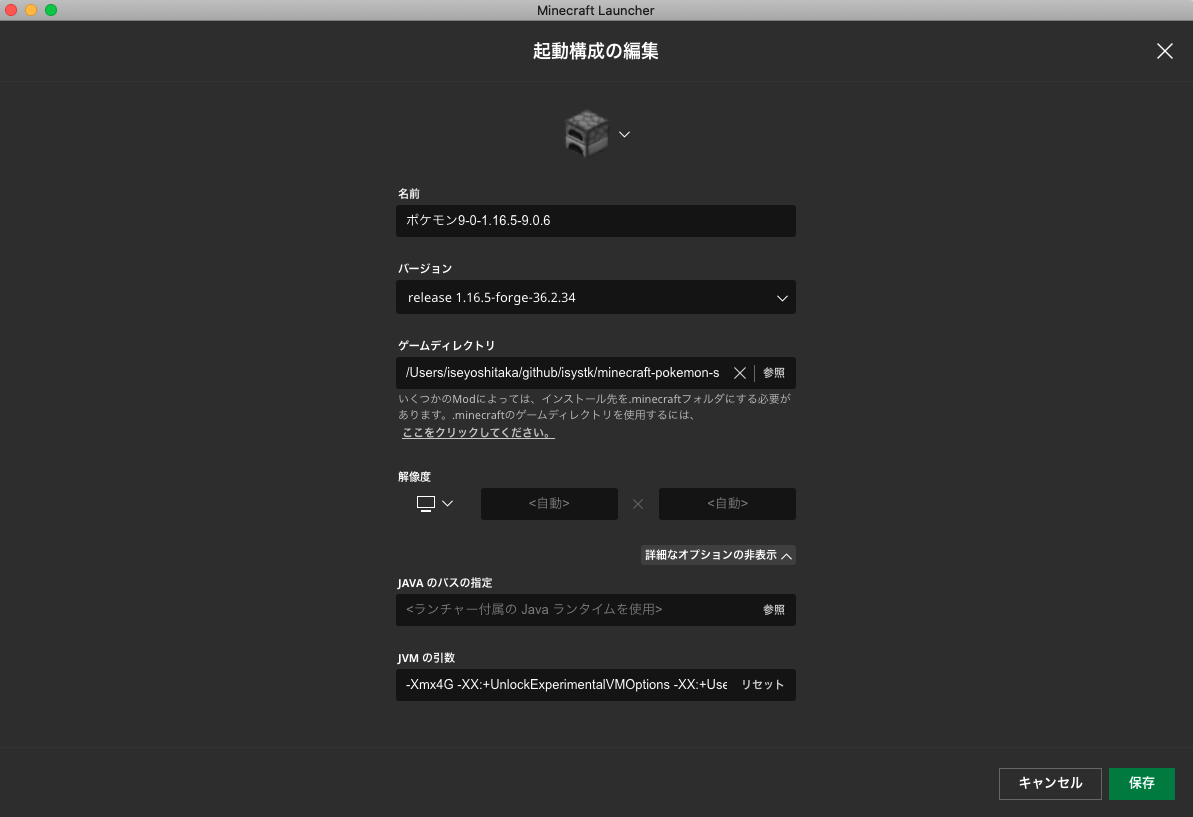 Minecraft Launcher
起動構成の編集
名前
ポケモン9-0-1.16.5-9.0.6
バージョン
release 1.16.5-forge-36.2.34
ゲームディレクトリ
/Users/iseyoshitaka/github/isystk/minecraft-pokemon-s
参照
いくつかのModによっては、インストール先を.minecraftフォルダにする必要が
あります。.minecraftのゲームディレクトリを使用するには、
ここをクリックしてください。
解像度
<自動>
<自動>
詳細なオプションの非表示
JAVA のパスの指定
<ランチャー付属の Java ランタイムを使用>
参照
JVM の引数
-Xmx4G -XX:+UnlockExperimentalVMOptions -XX:+Use
リセット
キャンセル
保存